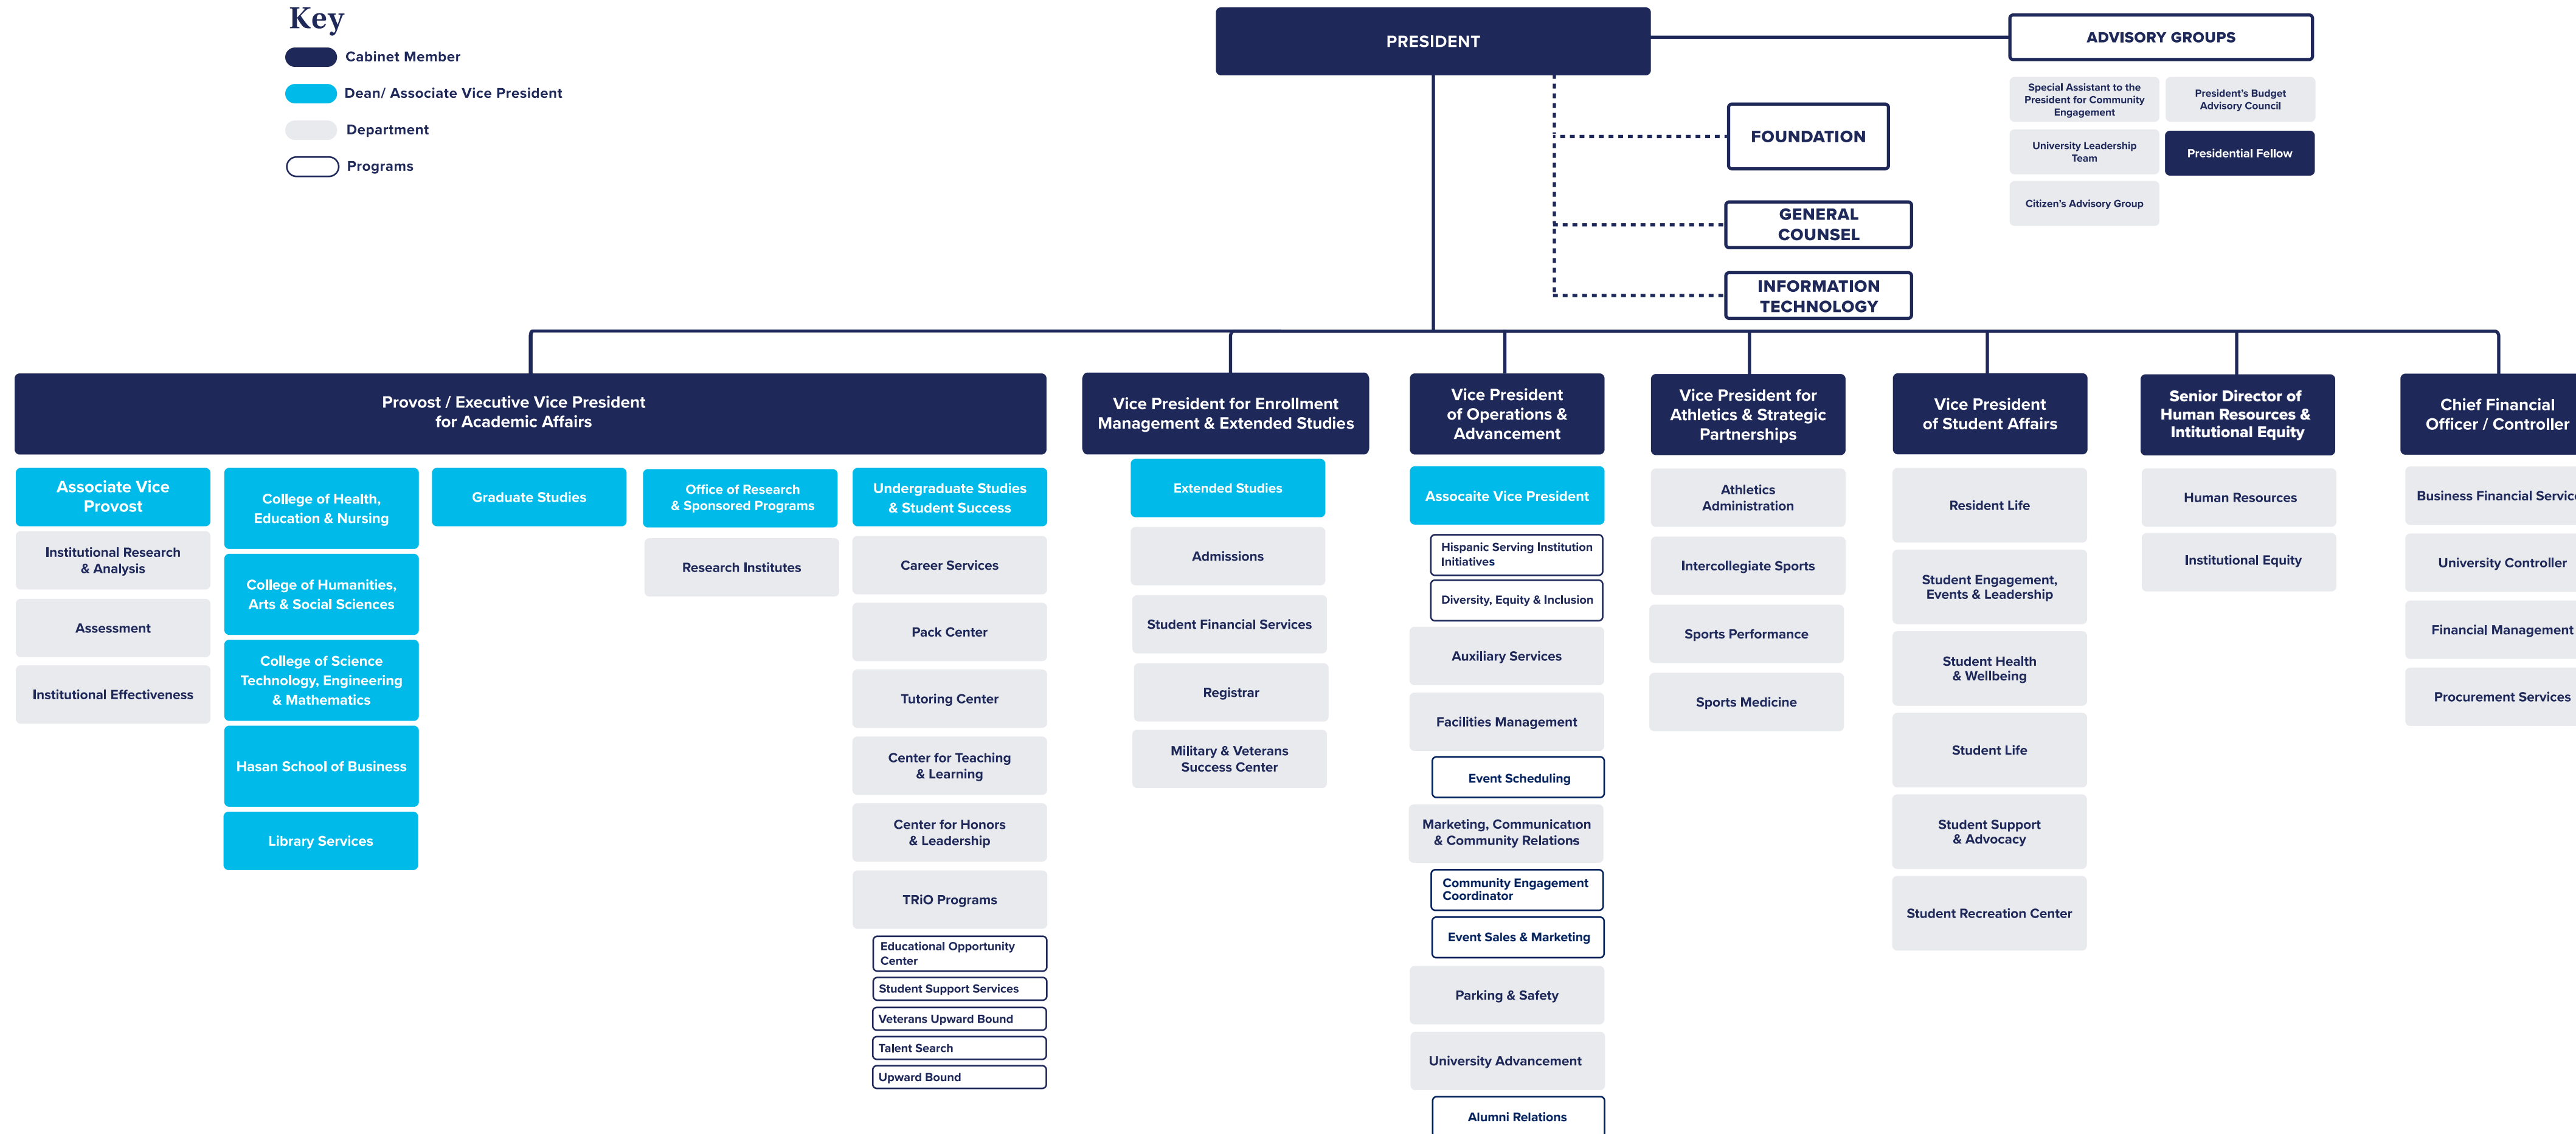 Key
Cabinet Member
Dean/ Associate Vice President
Department
Programs
PRESIDENT
ADVISORY GROUPS
Special Assistant to the
President for Community
Engagement
President’s Budget
Advisory Council
University Leadership
Team
Presidential Fellow
Citizen’s Advisory Group
FOUNDATION
GENERAL
COUNSEL
INFORMATION
TECHNOLOGY
Provost / Executive Vice President
for Academic Affairs
Associate Vice
Provost
Institutional Research
& Analysis
Assessment
Institutional Effectiveness
College of Health,
Education & Nursing
College of Humanities,
Arts & Social Sciences
College of Science
Technology, Engineering
& Mathematics
Hasan School of Business
Library Services
Graduate Studies
Office of Research
& Sponsored Programs
Research Institutes
Undergraduate Studies
& Student Success
Career Services
Pack Center
Tutoring Center
Center for Teaching
& Learning
Center for Honors
& Leadership
TRiO Programs
Educational Opportunity
Center
Student Support Services
Veterans Upward Bound
Talent Search
Upward Bound
Vice President for Enrollment
Management & Extended Studies
Extended Studies
Admissions
Student Financial Services
Registrar
Military & Veterans
Success Center
Vice President
of Operations &
Advancement
Assocaite Vice President
Hispanic Serving Institution
Initiatives
Diversity, Equity & Inclusion
Auxiliary Services
Facilities Management
Event Scheduling
Marketing, Communication
& Community Relations
Community Engagement
Coordinator
Event Sales & Marketing
Parking & Safety
University Advancement
Alumni Relations
Vice President for
Athletics & Strategic
Partnerships
Athletics
Administration
Intercollegiate Sports
Sports Performance
Sports Medicine
Vice President
of Student Affairs
Resident Life
Student Engagement,
Events & Leadership
Student Health
& Wellbeing
Student Life
Student Support
& Advocacy
Student Recreation Center
Senior Director of
Human Resources &
Intitutional Equity
Human Resources
Institutional Equity
Chief Financial
Officer / Controller
Business Financial Servic
University Controller
Financial Management
Procurement Services